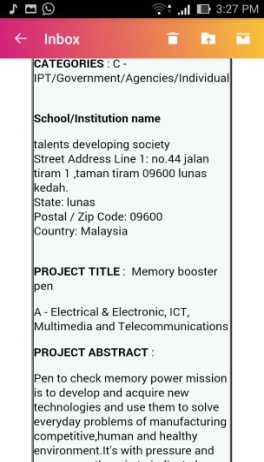 3:27 PM
Inbox
CATEGORIES : C -
IPT/Government/Agencies/Individual
School/Institution name
talents developing society
Street Address Line 1: no.44 jalan
tiram 1 ,taman tiram 09600 lunas
kedah.
State: lunas
Postal / Zip Code: 09600
Country: Malaysia
PROJECT TITLE : Memory booster
pen
A - Electrical & Electronic, ICT,
Multimedia and Telecommunications
PROJECT ABSTRACT :
Pen to check memory power mission
is to develop and acquire new
technologies and use them to solve
everyday problems of manufacturing
competitive,human and healthy
environment.It's with pressure and